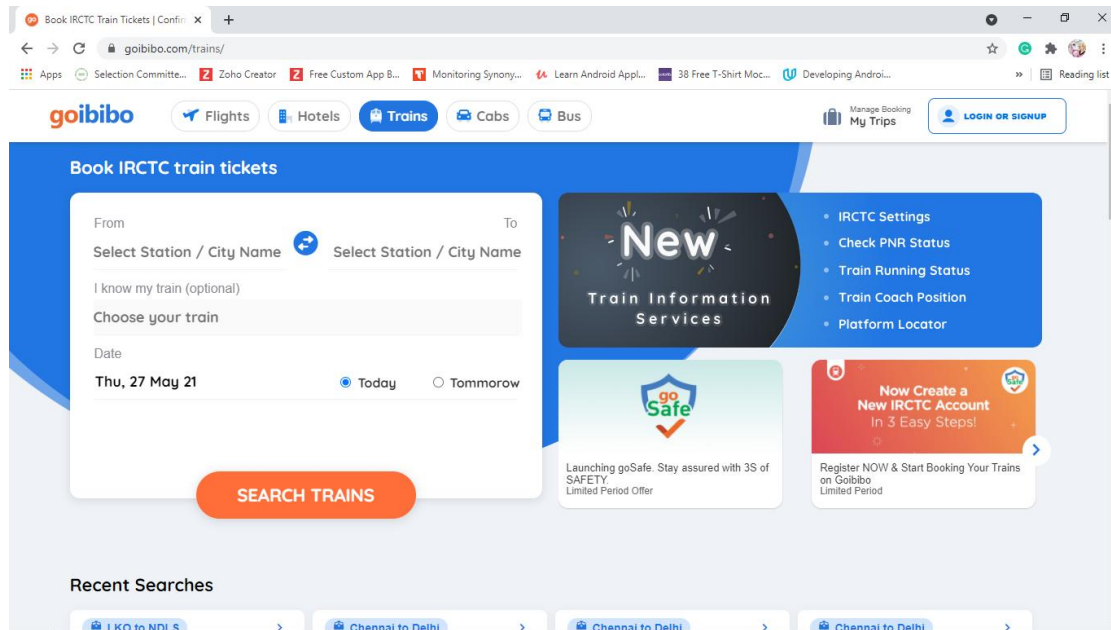 Book IRCTC Train Tickets | Confir
goibibo.com/trains/
Apps Selection Committe... Zoho Creator Free Custom App B... Monitoring Synony... Learn Android Appl... 38 Free T-Shirt Moc... Developing Androi... » Reading list
goibibo Flights Hotels Trains Cabs Bus
Manage Booking
My Trips
LOGIN OR SIGNUP
Book IRCTC train tickets
From To
Select Station / City Name Select Station / City Name
I know my train (optional)
Choose your train
Date
Thu, 27 May 21 Today Tommorow
SEARCH TRAINS
New
Train Information
Services
IRCTC Settings
Check PNR Status
Train Running Status
Train Coach Position
Platform Locator
go
Safe
Launching goSafe. Stay assured with 3S of
SAFETY.
Limited Period Offer
go
Safe
Now Create a
New IRCTC Account
In 3 Easy Steps!
Register NOW & Start Booking Your Trains
on Goibibo
Limited Period
Recent Searches
LKO to NDLS Chennai to Delhi Chennai to Delhi Chennai to Delhi